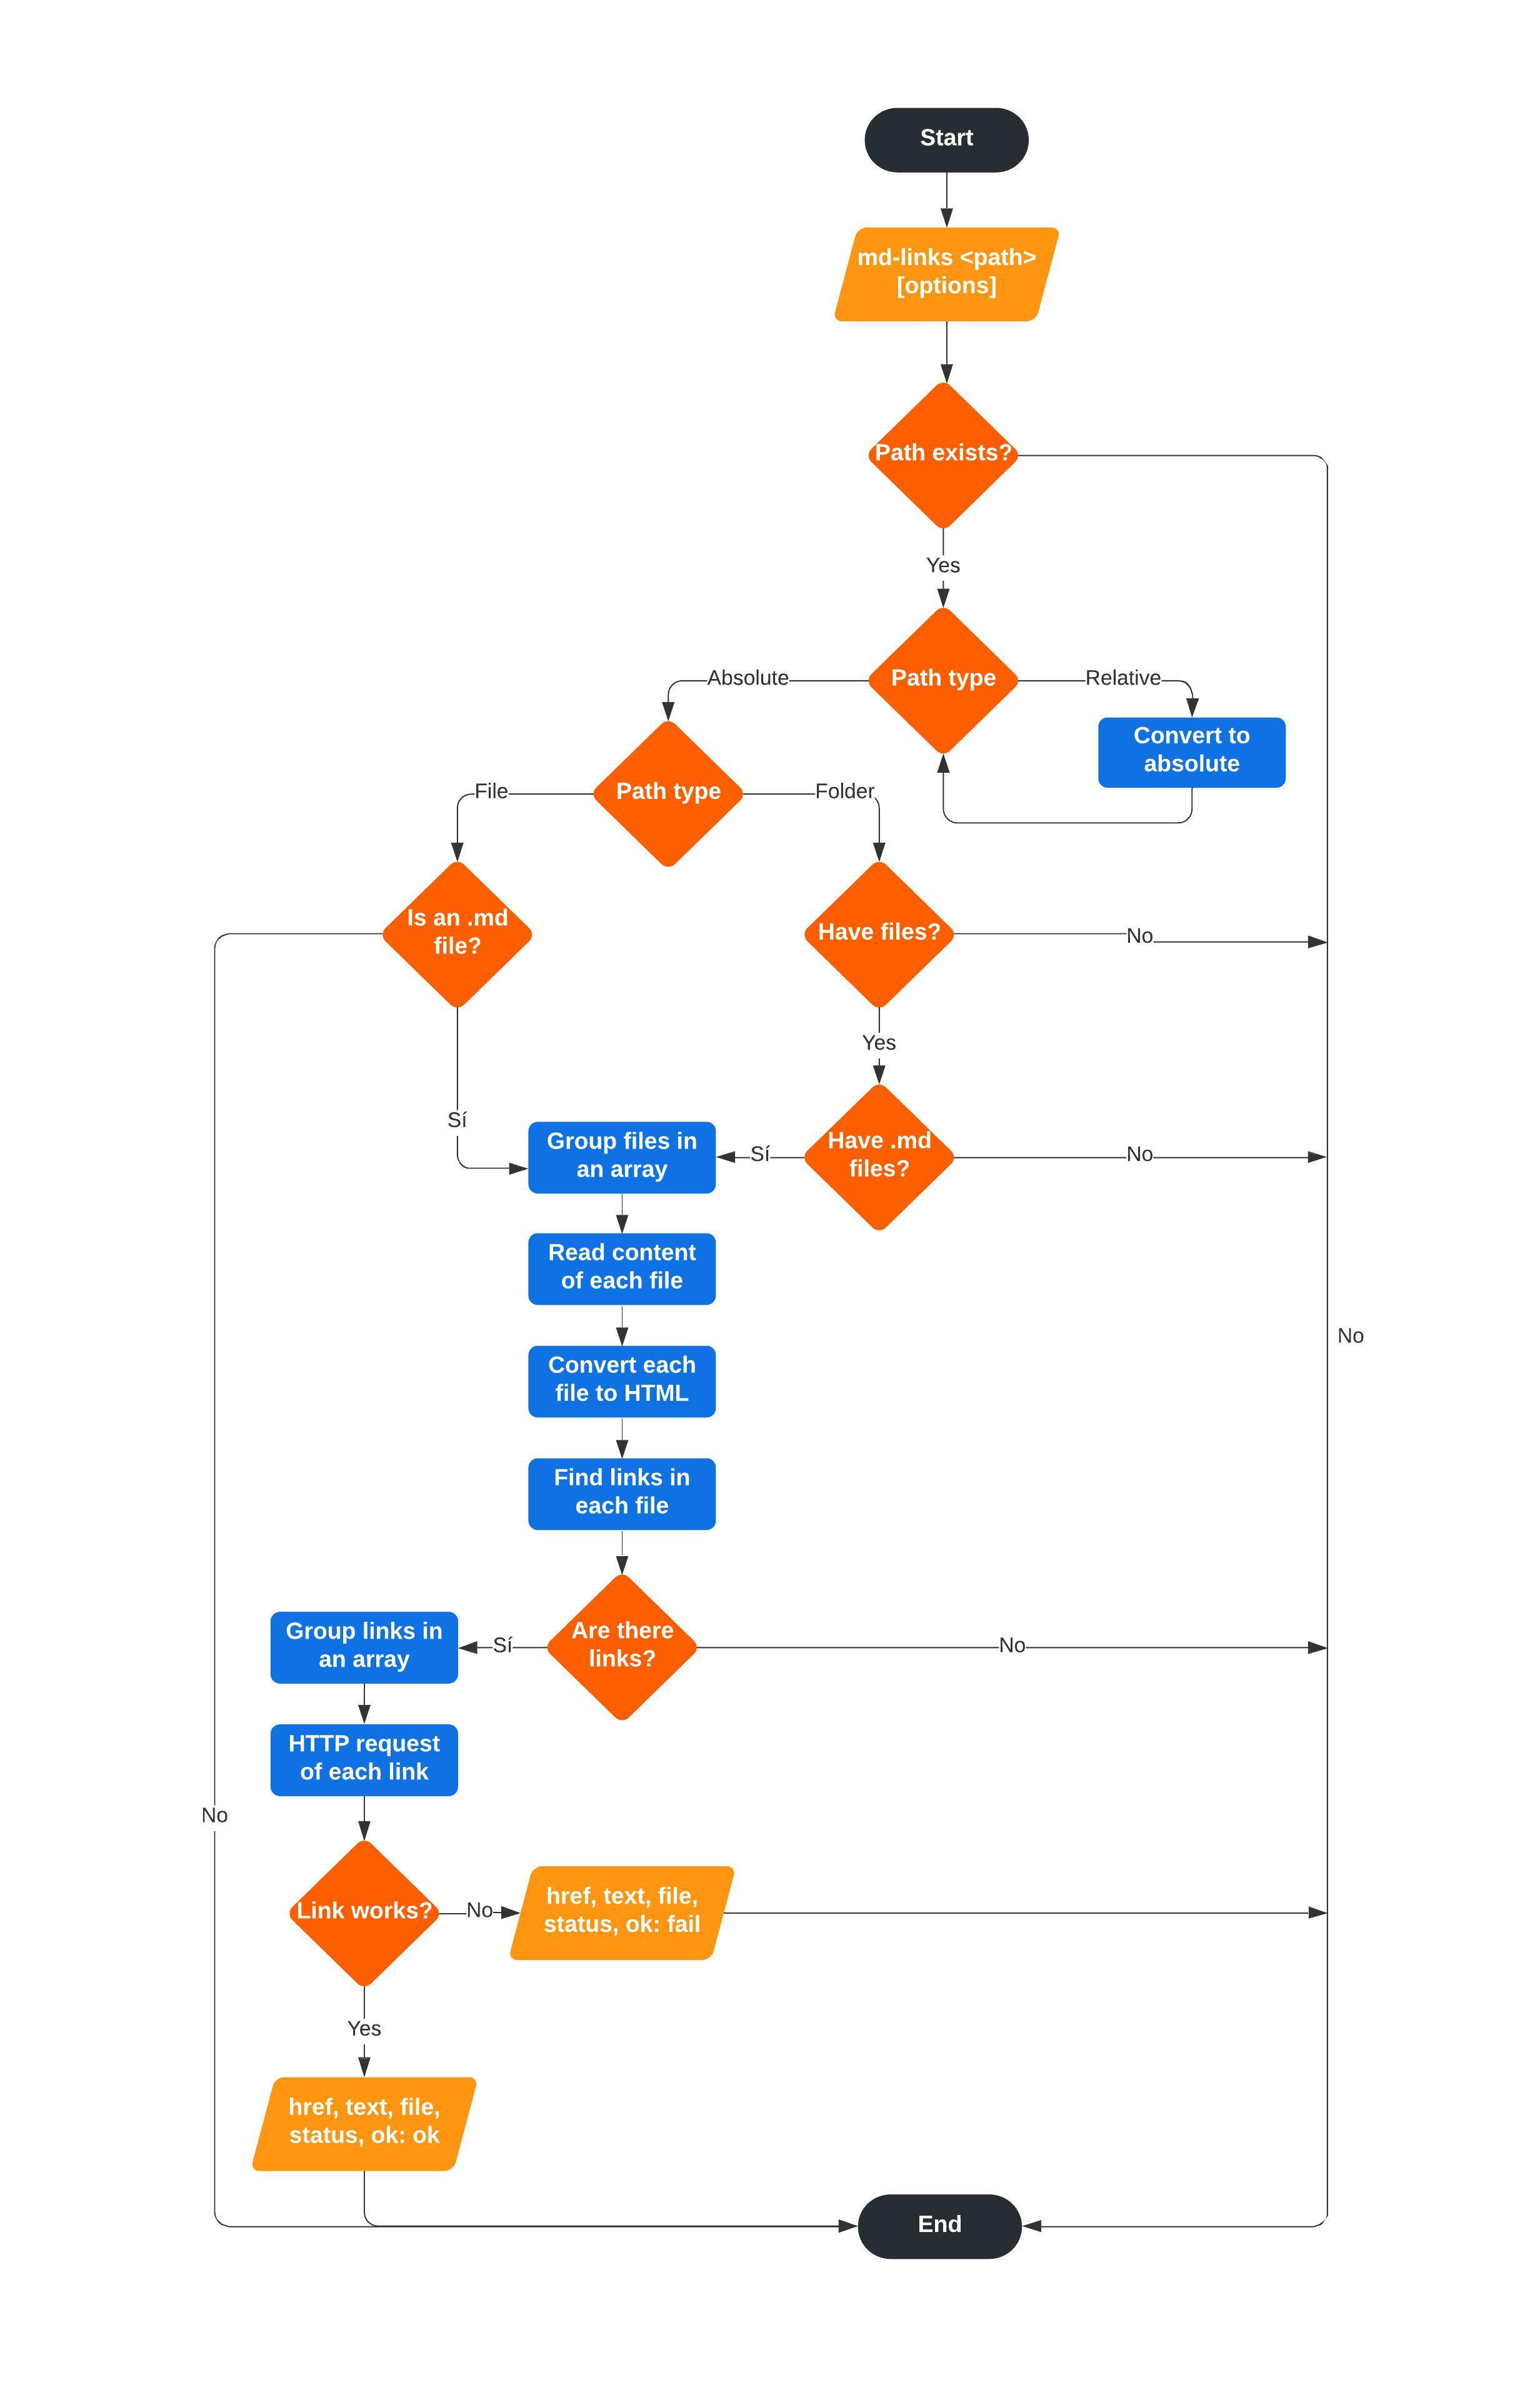 Start
md-links <path>
[options]
Path exists?
Yes
Path type
Absolute
Relative
Convert to
absolute
Path type
File
Folder
Is an .md
file?
Have files?
No
Yes
Sí
Group files in
an array
Sí
Have .md
files?
No
Read content
of each file
No
Convert each
file to HTML
Find links in
each file
Are there
links?
Sí
No
Group links in
an array
HTTP request
of each link
No
Link works?
No
href, text, file,
status, ok: fail
Yes
href, text, file,
status, ok: ok
End